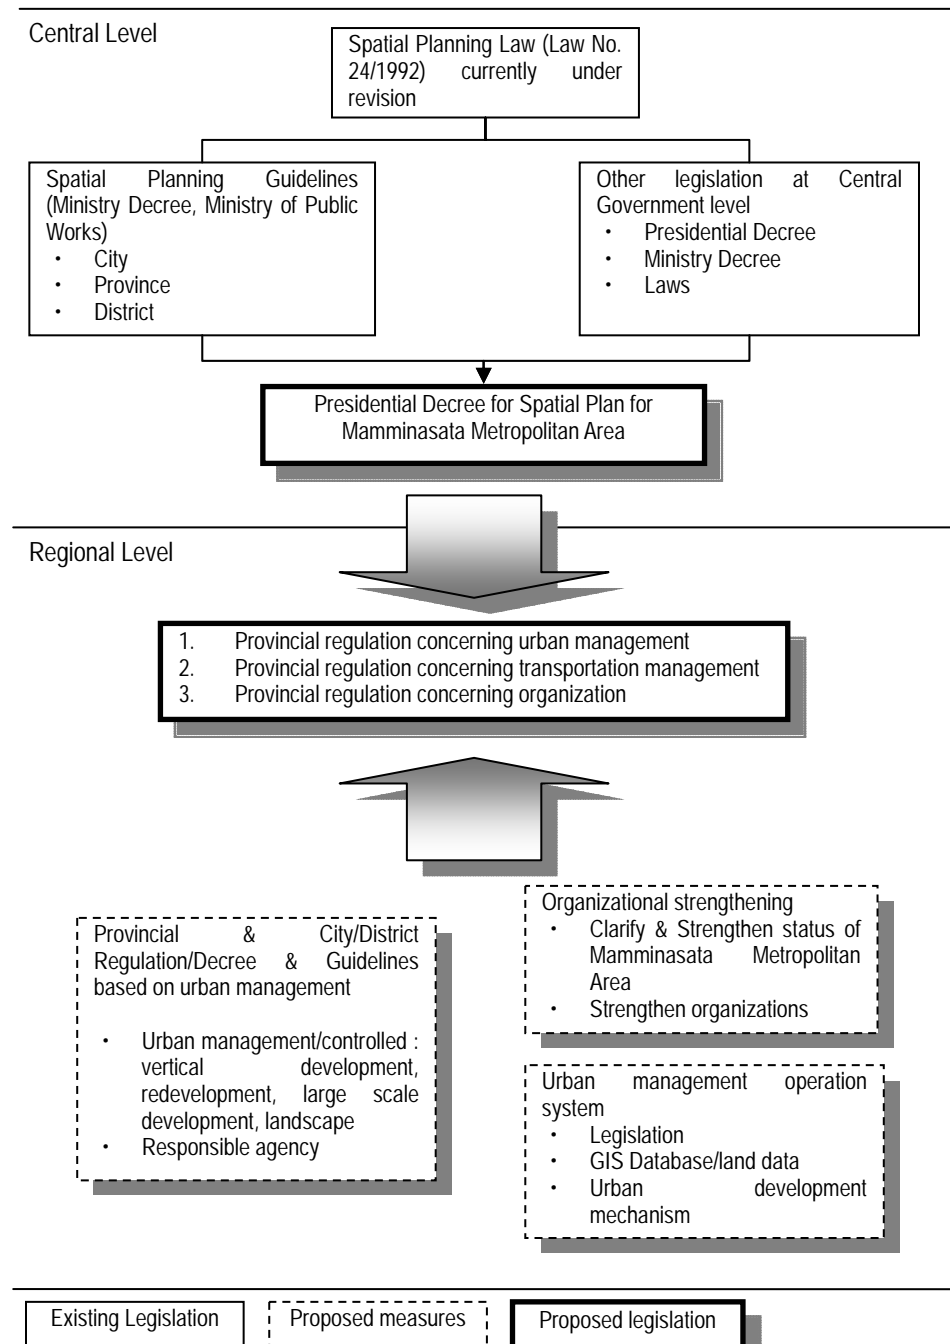 Central Level
Spatial Planning Law (Law No.
24/1992) currently under
revision
Spatial Planning Guidelines
(Ministry Decree, Ministry of Public
Works)
・ City
・ Province
・ District
Other legislation at Central
Government level
・ Presidential Decree
・ Ministry Decree
・ Laws
Presidential Decree for Spatial Plan for
Mamminasata Metropolitan Area
Regional Level
1. Provincial regulation concerning urban management
2. Provincial regulation concerning transportation management
3. Provincial regulation concerning organization
Provincial & City/District
Regulation/Decree & Guidelines
based on urban management
・ Urban management/controlled :
vertical development,
redevelopment, large scale
development, landscape
・ Responsible agency
Organizational strengthening
・ Clarify & Strengthen status of
Mamminasata Metropolitan
Area
・ Strengthen organizations
Urban management operation
system
・ Legislation
・ GIS Database/land data
・ Urban development
mechanism
Existing Legislation
Proposed measures
Proposed legislation